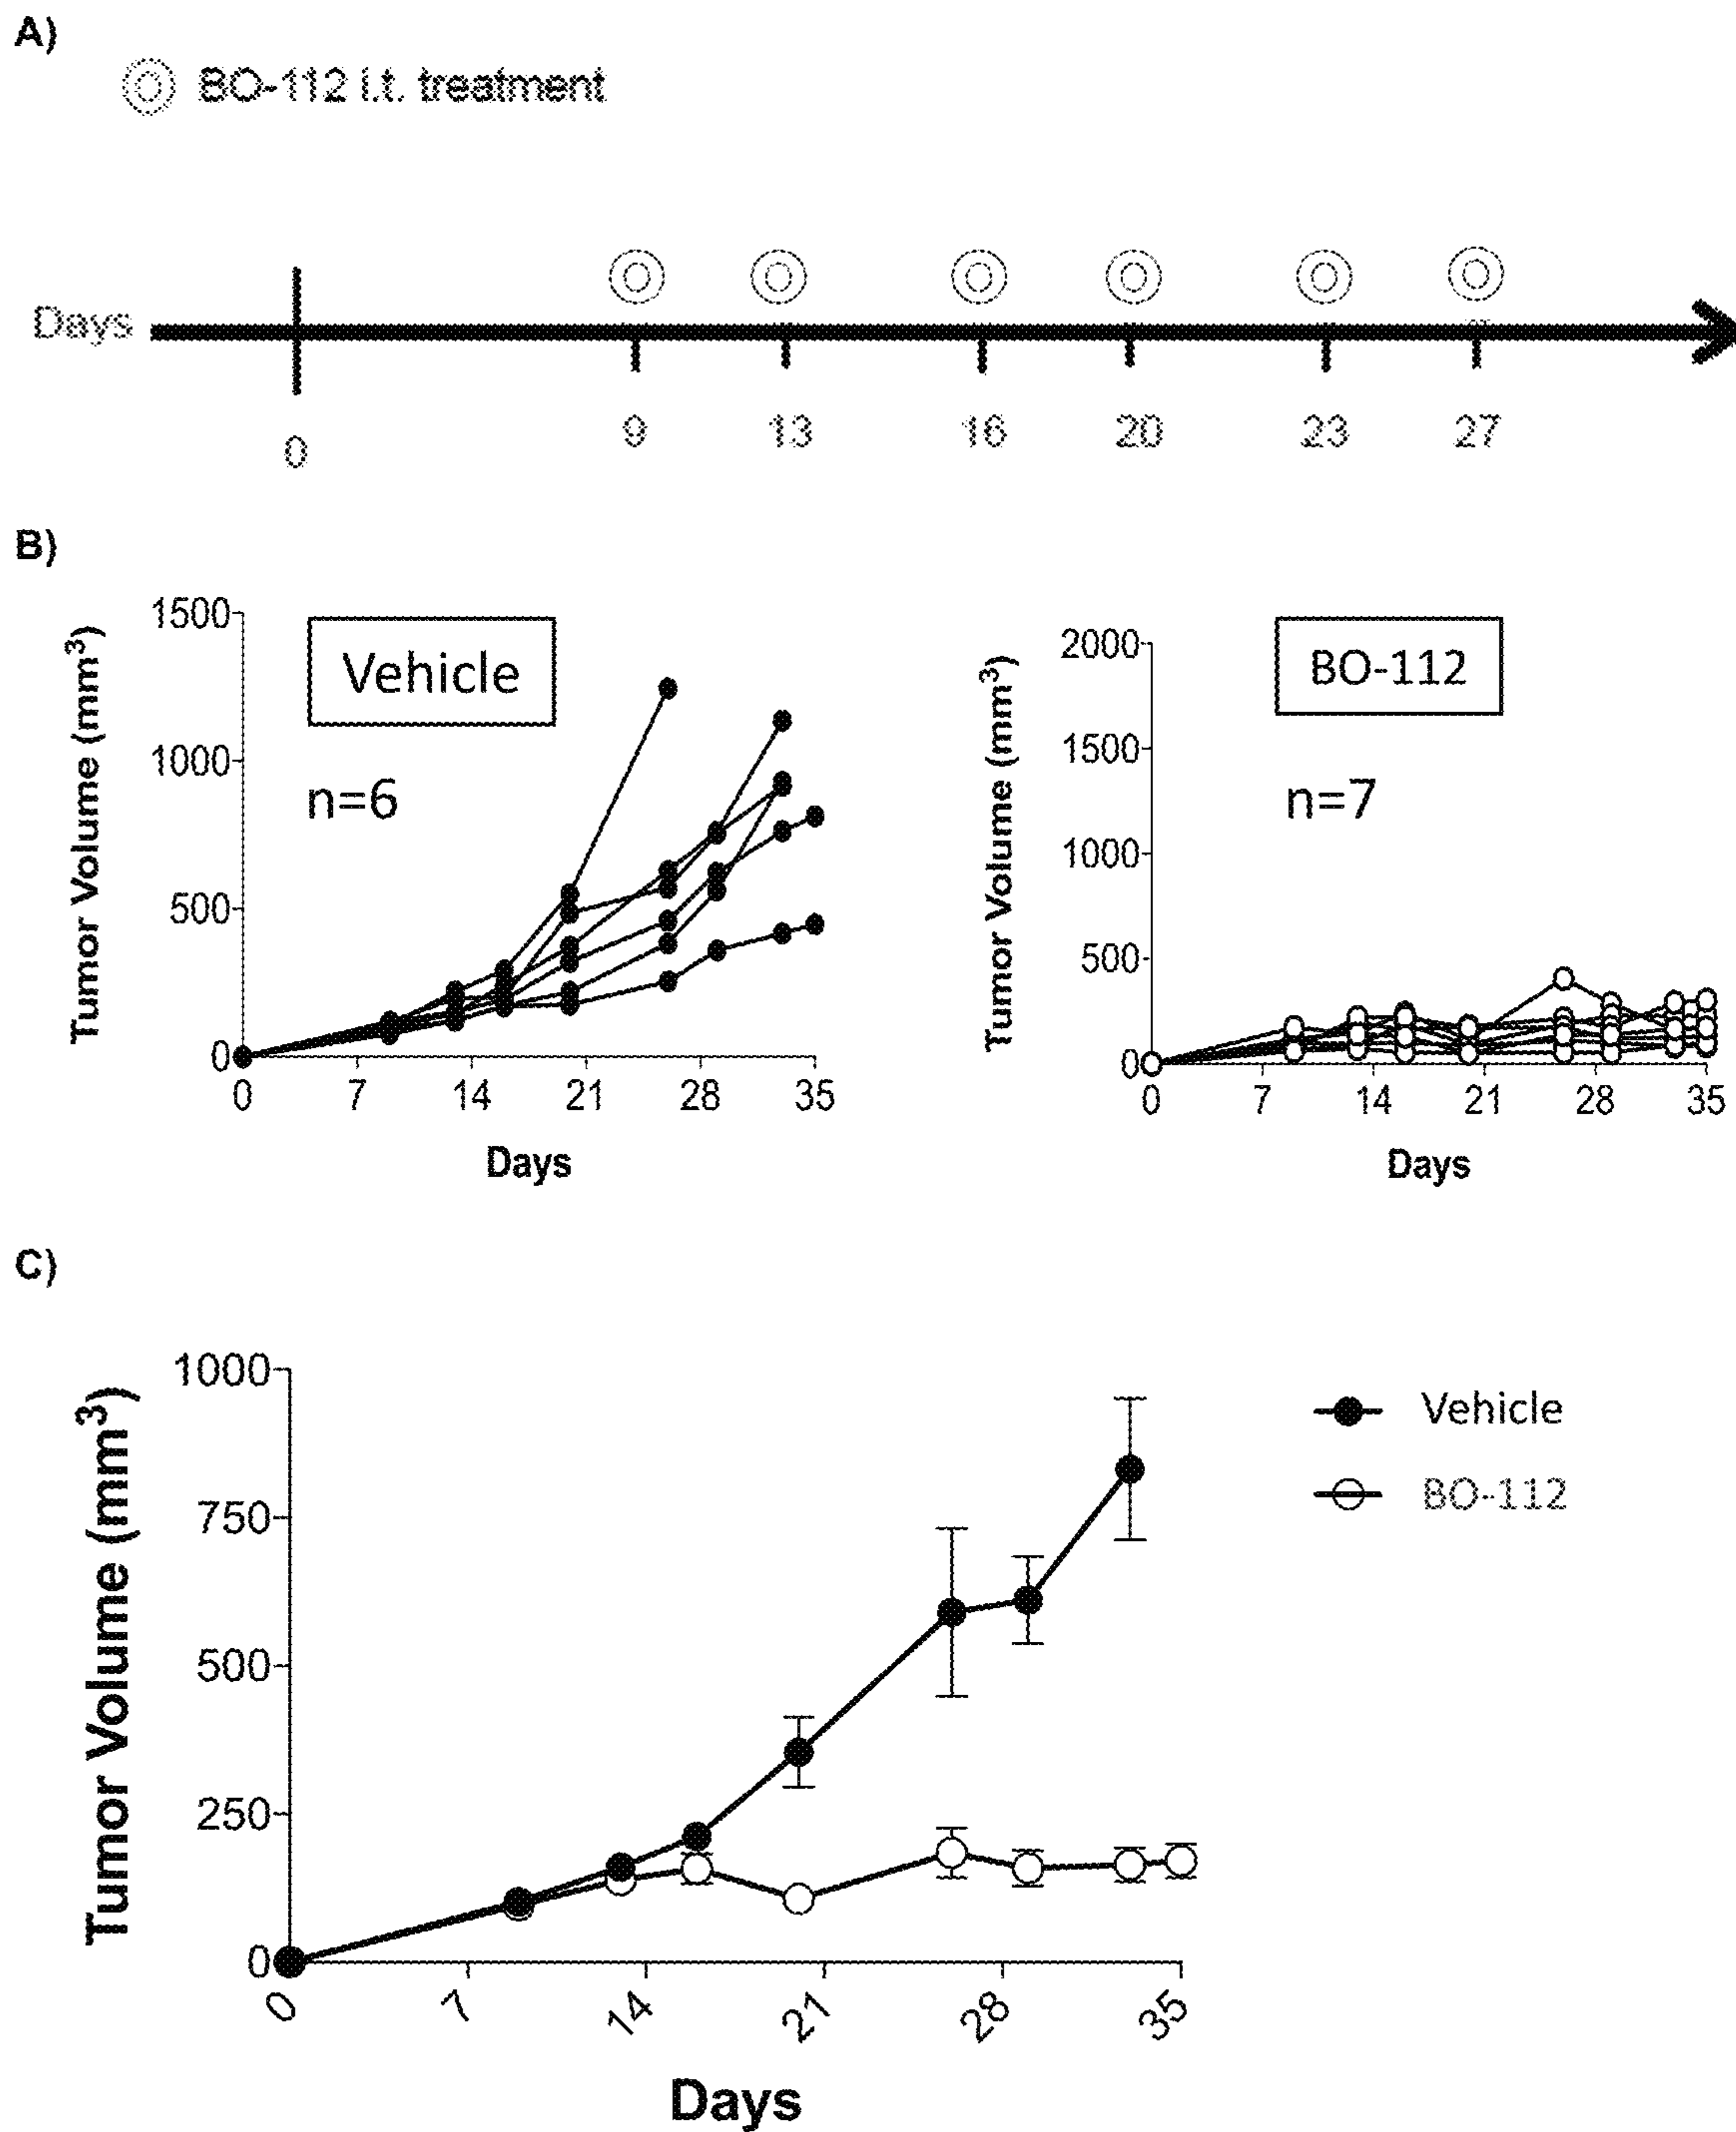 A)
BO-112 i.t. treatment
Days
0 9 13 16 20 23 27
B)
Tumor Volume (mm³)
1500
1000
500
0
Vehicle
n=6
0 7 14 21 28 35
Days
Tumor Volume (mm³)
2000
1500
1000
500
0
BO-112
n=7
0 7 14 21 28 35
Days
C)
Tumor Volume (mm³)
1000
750
500
250
0
0 7 14 21 28 35
Days
Vehicle
BO-112